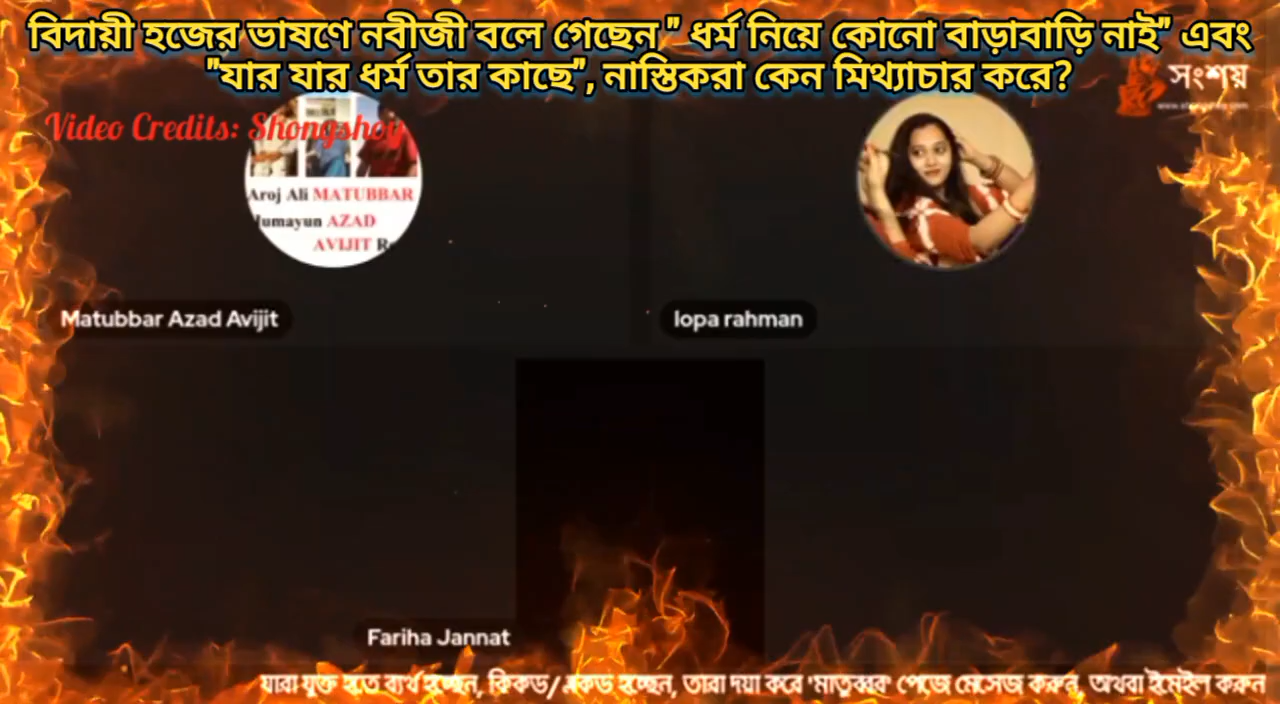 বিদায়ী হজের ভাষণে নবীজী বলে গেছেন " ধর্ম নিয়ে কোনো বাড়াবাড়ি নাই" এবং
"যার যার ধর্ম তার কাছে", নাস্তিকরা কেন মিথ্যাচার করে?
সংশয়
Video Credits: Shongshoy
Aroj Ali MATUBBAR
Humayun AZAD
AVIJIT
Matubbar Azad Avijit
lopa rahman
Fariha Jannat
যারা যুক্ত হতে ব্যর্থ হচ্ছেন, কিকড/ব্লকড হচ্ছেন, তারা দয়া করে 'মাতুব্বর' পেজে মেসেজ করুন, অথবা ইমেইল করুন